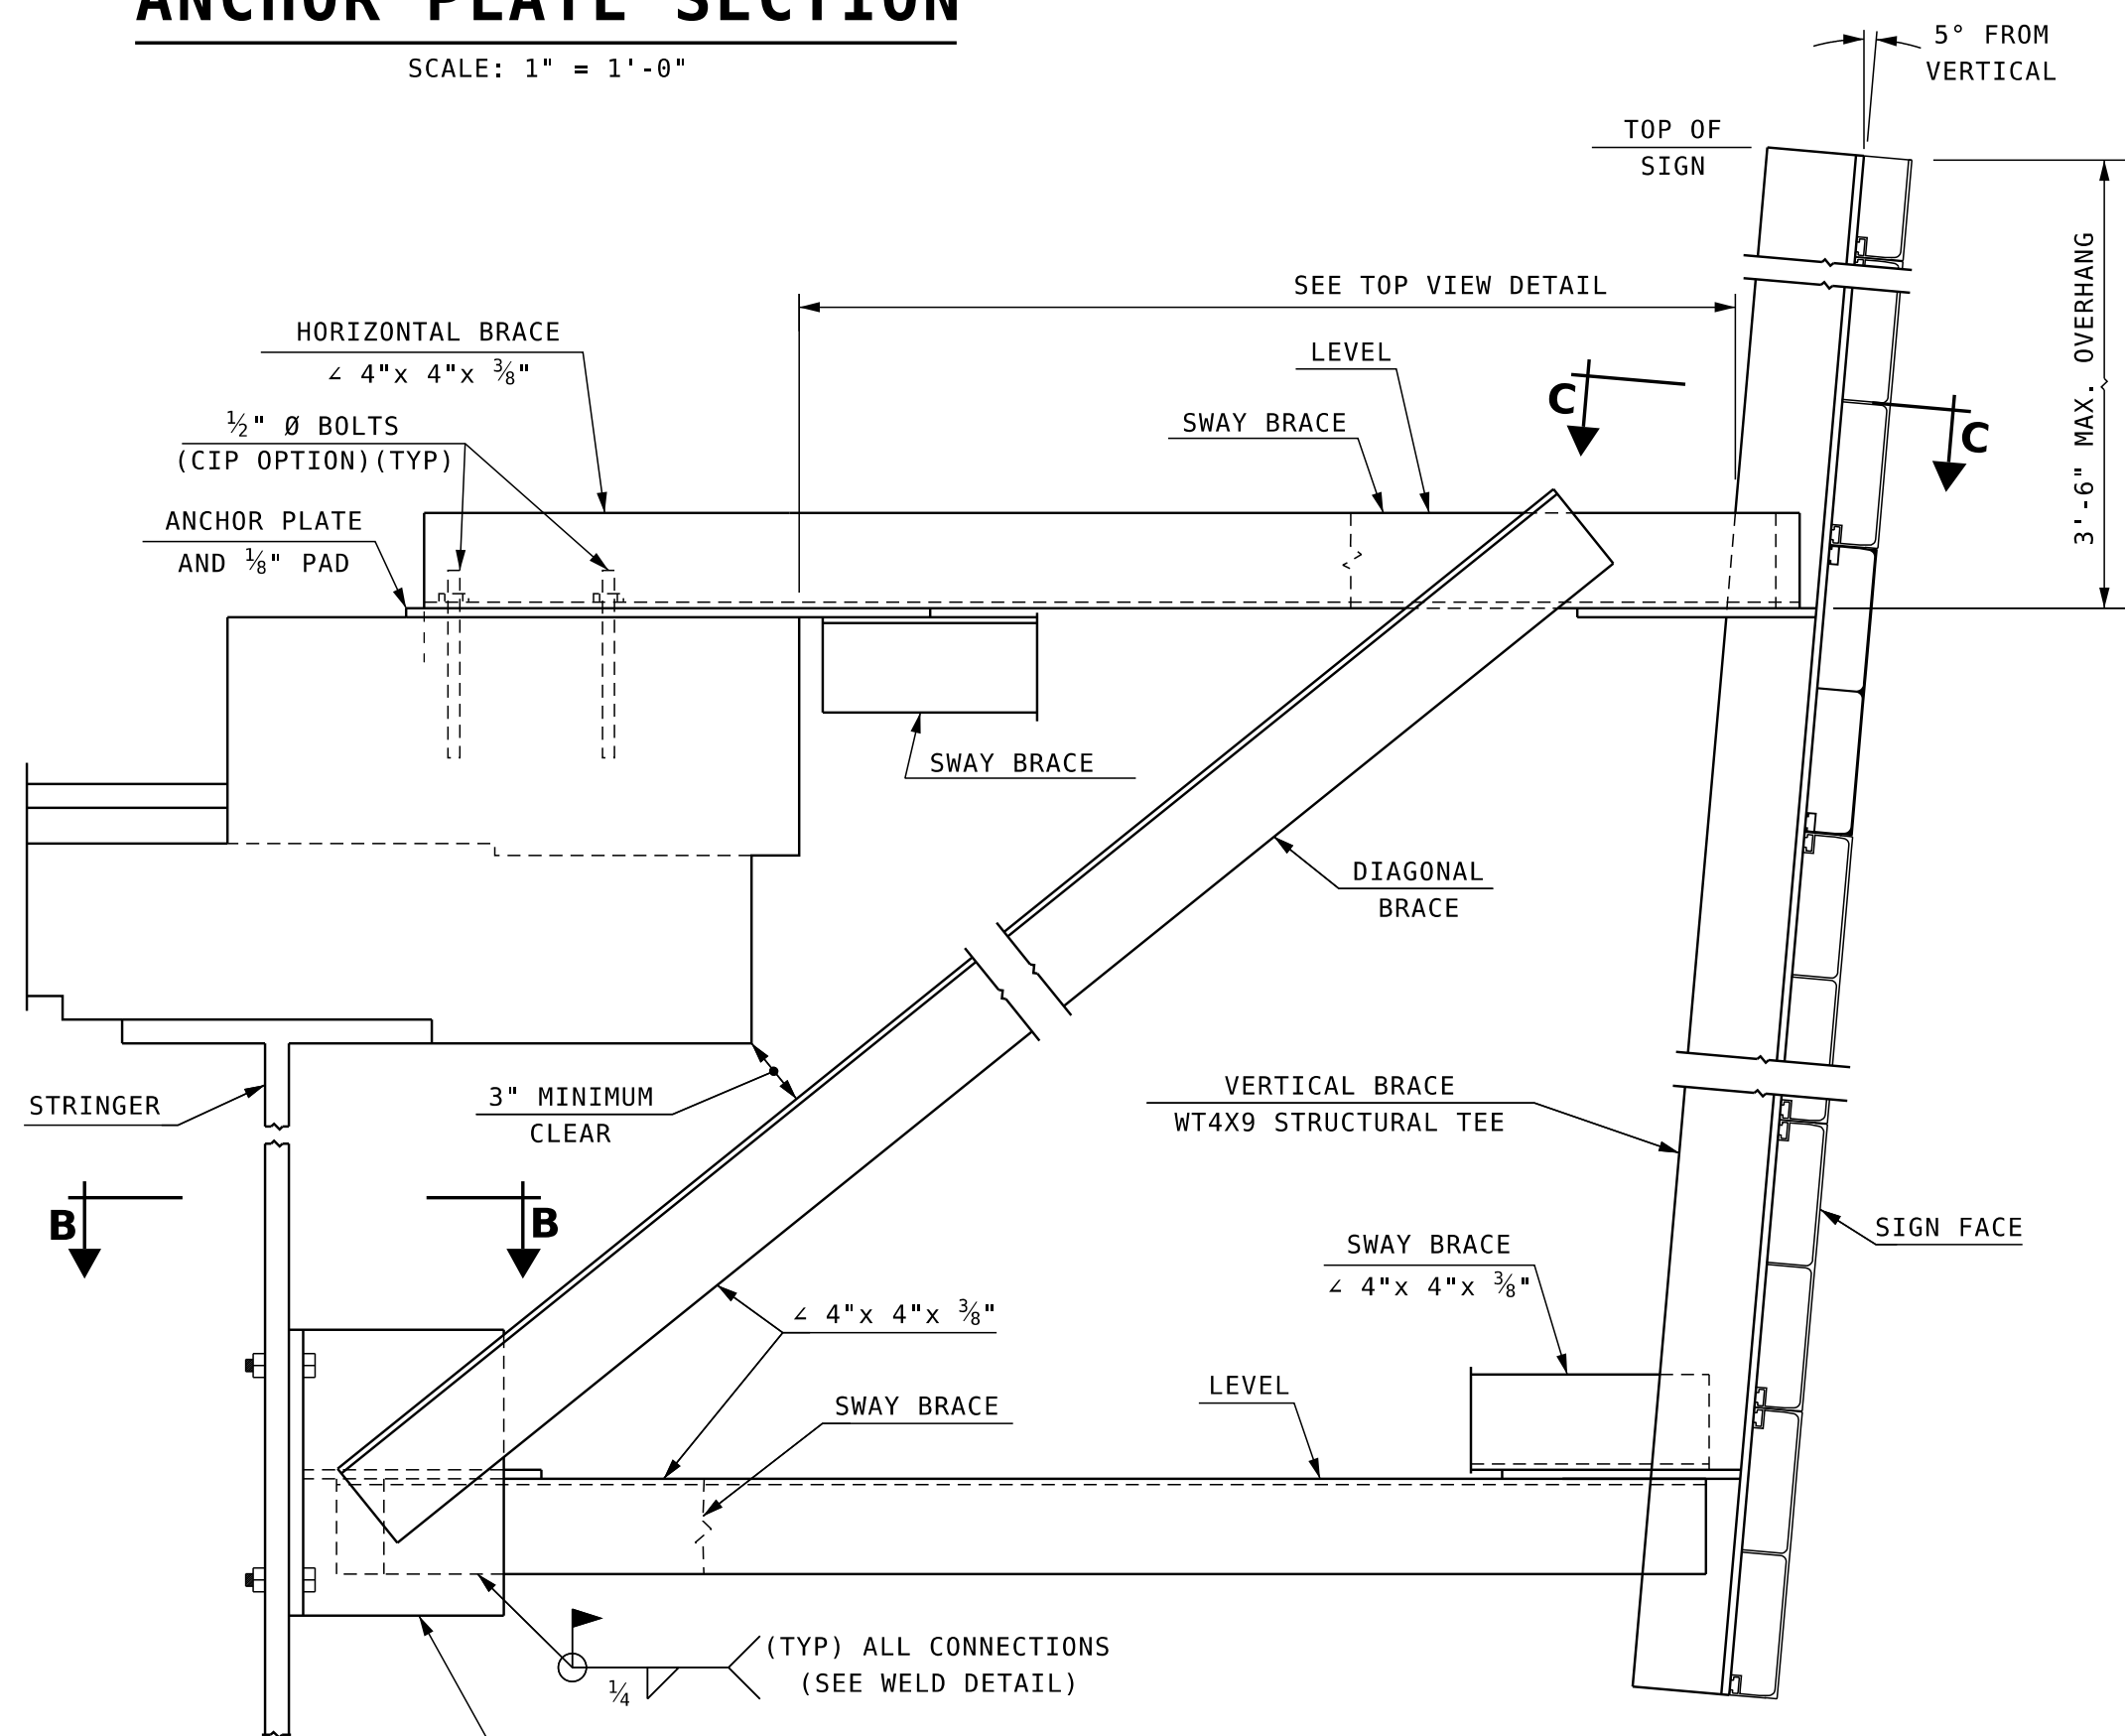 ANCHOR PLATE SECTION
SCALE: 1" = 1'-0"
5° FROM
VERTICAL
TOP OF
SIGN
3'-6" MAX. OVERHANG
SEE TOP VIEW DETAIL
HORIZONTAL BRACE
∠ 4"x 4"x ⅜"
LEVEL
C
C
SWAY BRACE
½" Ø BOLTS
(CIP OPTION)(TYP)
ANCHOR PLATE
AND ⅛" PAD
SWAY BRACE
DIAGONAL
BRACE
STRINGER
3" MINIMUM
CLEAR
VERTICAL BRACE
WT4X9 STRUCTURAL TEE
B
B
SIGN FACE
SWAY BRACE
∠ 4"x 4"x ⅜"
∠ 4"x 4"x ⅜"
LEVEL
SWAY BRACE
(TYP) ALL CONNECTIONS
(SEE WELD DETAIL)
¼